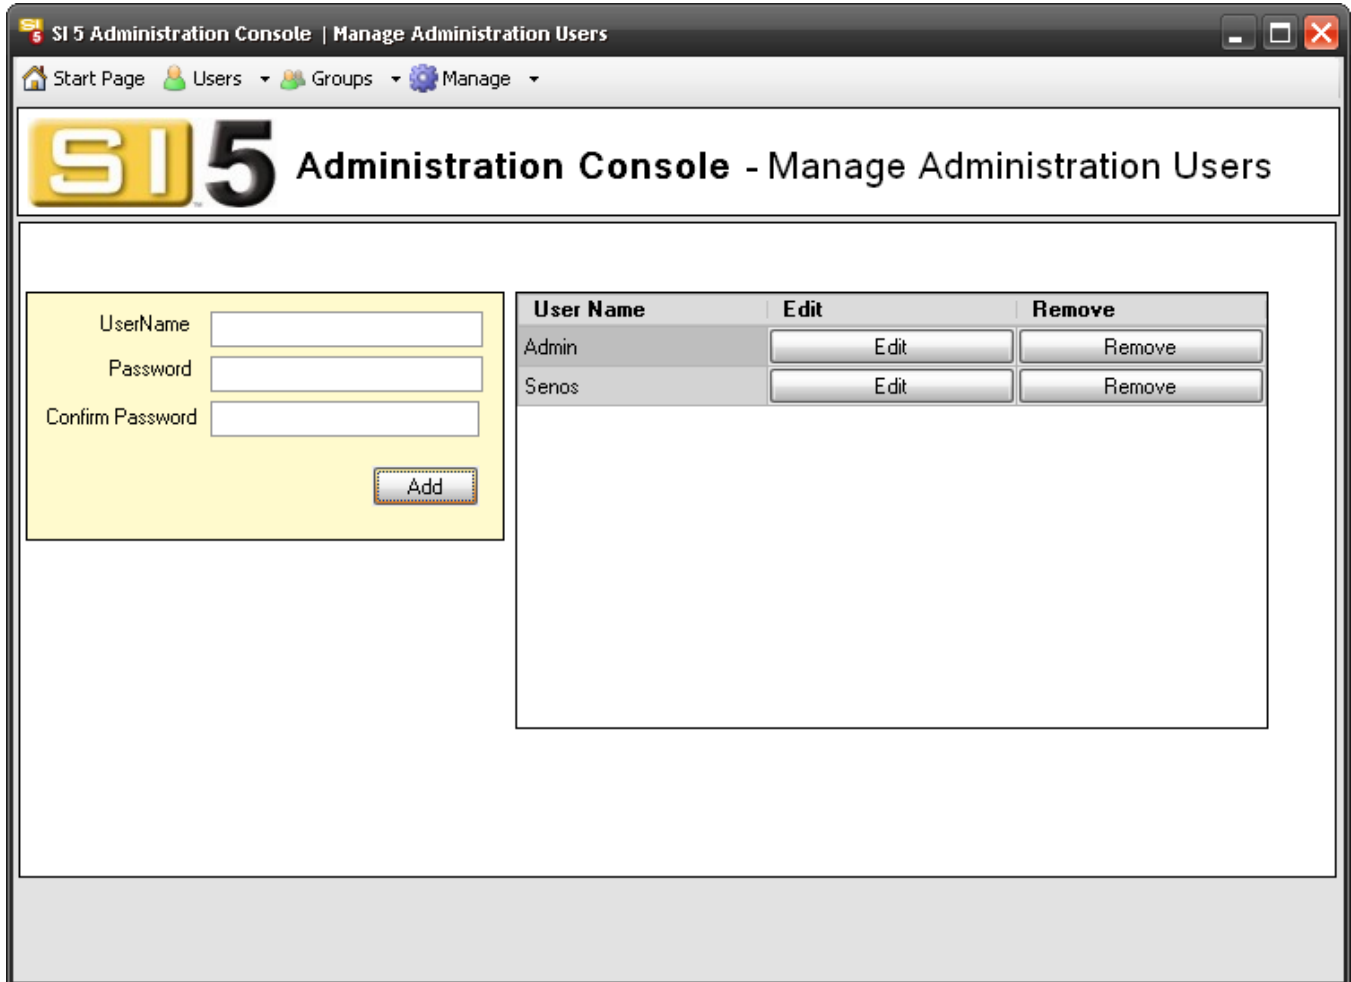 SI 5 Administration Console | Manage Administration Users
Start Page Users Groups Manage
SI 5 ™ Administration Console - Manage Administration Users
UserName
Password
Confirm Password
Add
User Name Edit Remove
Admin Edit Remove
Senos Edit Remove